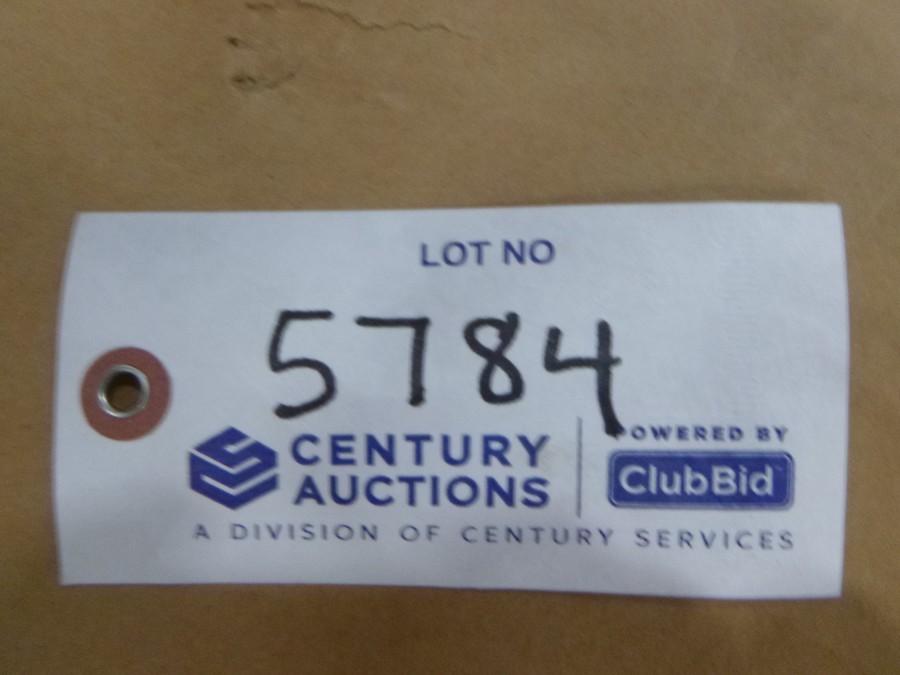 LOT NO
5784
CENTURY
AUCTIONS
POWERED BY
ClubBid
A DIVISION OF CENTURY SERVICES